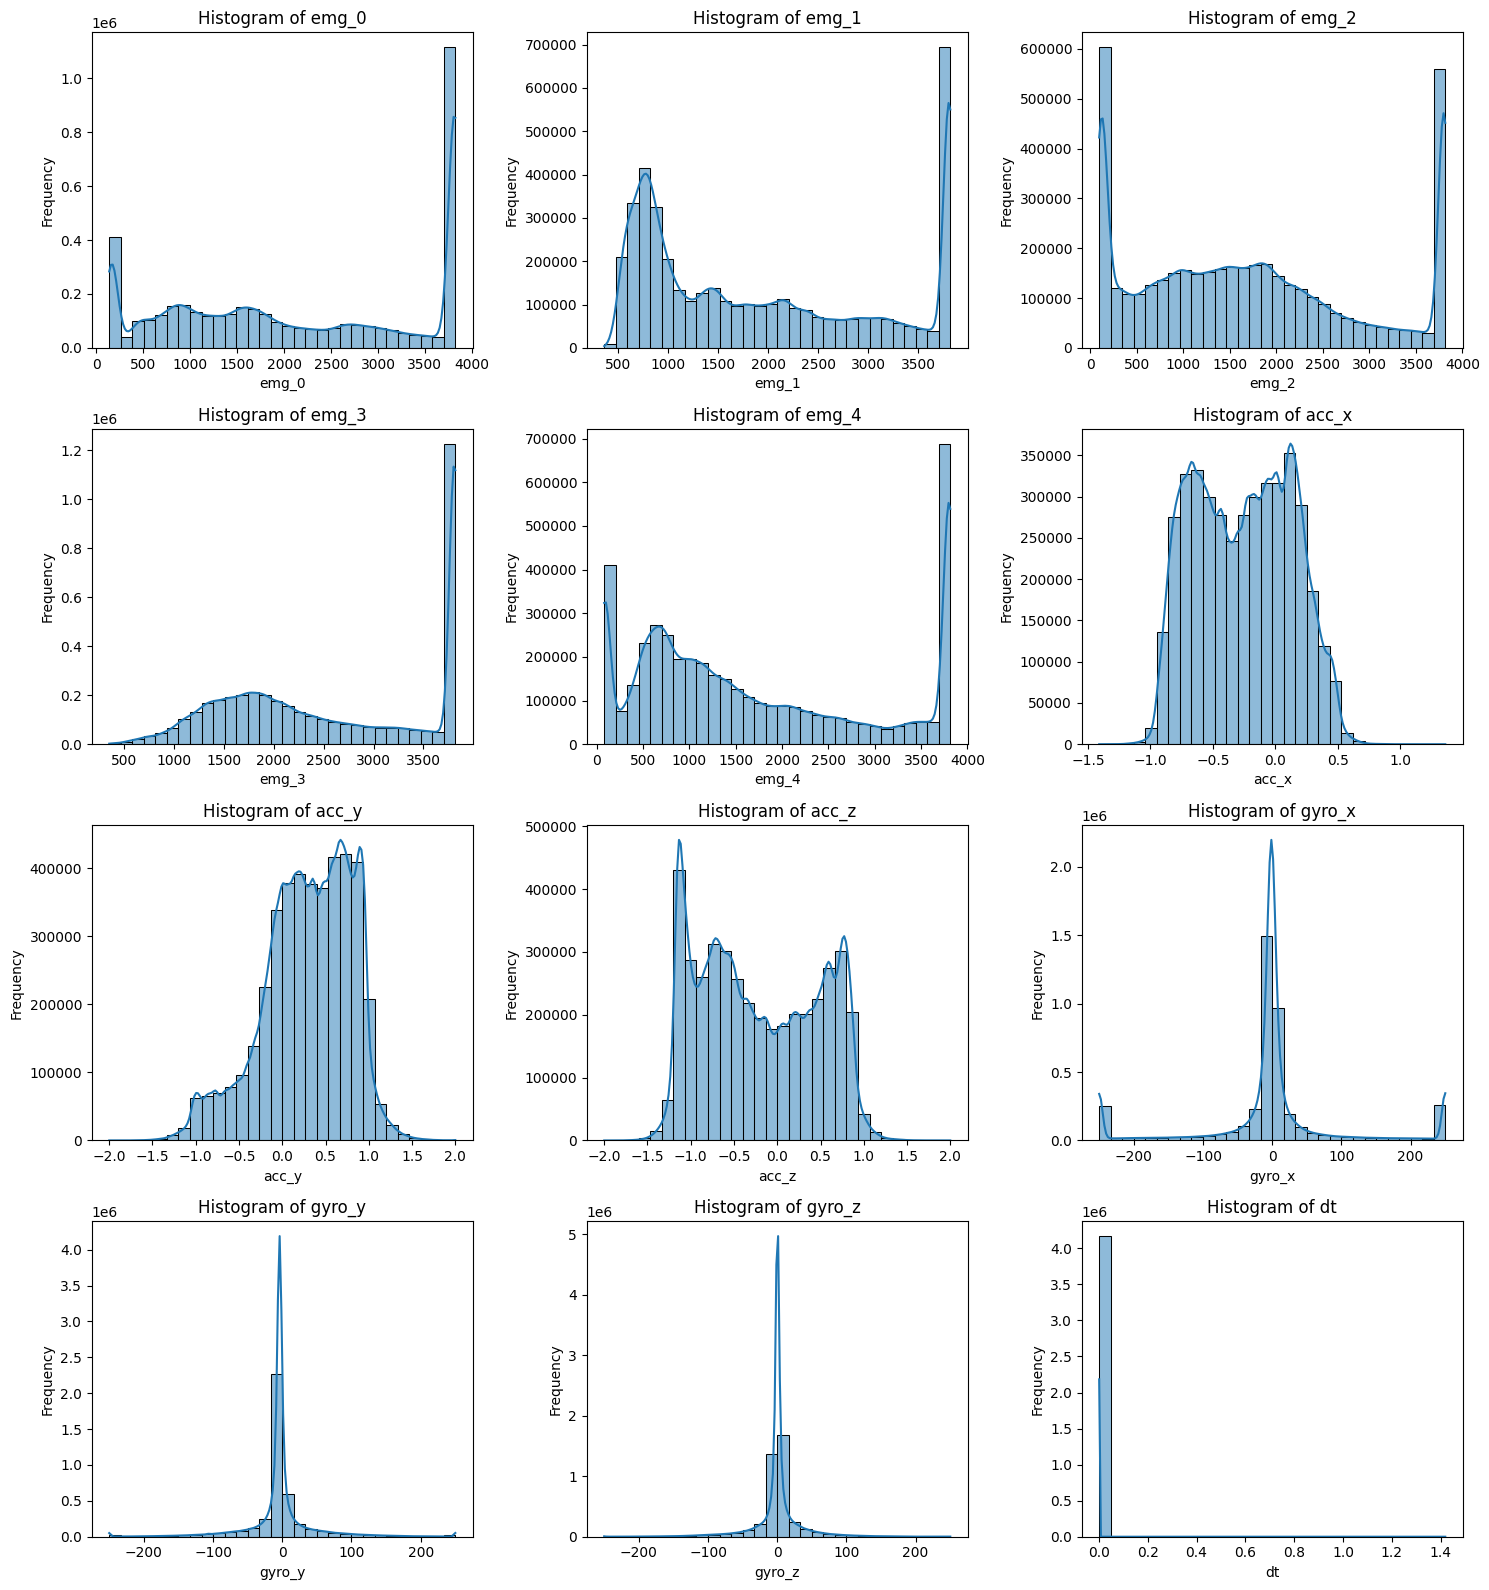 Histogram of emg_0
1e6
Frequency
1.0
0.8
0.6
0.4
0.2
0.0
0 500 1000 1500 2000 2500 3000 3500 4000
emg_0
Histogram of emg_1
Frequency
700000
600000
500000
400000
300000
200000
100000
0
500 1000 1500 2000 2500 3000 3500
emg_1
Histogram of emg_2
Frequency
600000
500000
400000
300000
200000
100000
0
0 500 1000 1500 2000 2500 3000 3500 4000
emg_2
Histogram of emg_3
1e6
Frequency
1.2
1.0
0.8
0.6
0.4
0.2
0.0
500 1000 1500 2000 2500 3000 3500
emg_3
Histogram of emg_4
Frequency
700000
600000
500000
400000
300000
200000
100000
0
0 500 1000 1500 2000 2500 3000 3500 4000
emg_4
Histogram of acc_x
Frequency
350000
300000
250000
200000
150000
100000
50000
0
−1.5 −1.0 −0.5 0.0 0.5 1.0
acc_x
Histogram of acc_y
Frequency
400000
300000
200000
100000
0
−2.0 −1.5 −1.0 −0.5 0.0 0.5 1.0 1.5 2.0
acc_y
Histogram of acc_z
Frequency
500000
400000
300000
200000
100000
0
−2.0 −1.5 −1.0 −0.5 0.0 0.5 1.0 1.5 2.0
acc_z
Histogram of gyro_x
1e6
Frequency
2.0
1.5
1.0
0.5
0.0
−200 −100 0 100 200
gyro_x
Histogram of gyro_y
1e6
Frequency
4.0
3.5
3.0
2.5
2.0
1.5
1.0
0.5
0.0
−200 −100 0 100 200
gyro_y
Histogram of gyro_z
1e6
Frequency
5
4
3
2
1
0
−200 −100 0 100 200
gyro_z
Histogram of dt
1e6
Frequency
4.0
3.5
3.0
2.5
2.0
1.5
1.0
0.5
0.0
0.0 0.2 0.4 0.6 0.8 1.0 1.2 1.4
dt